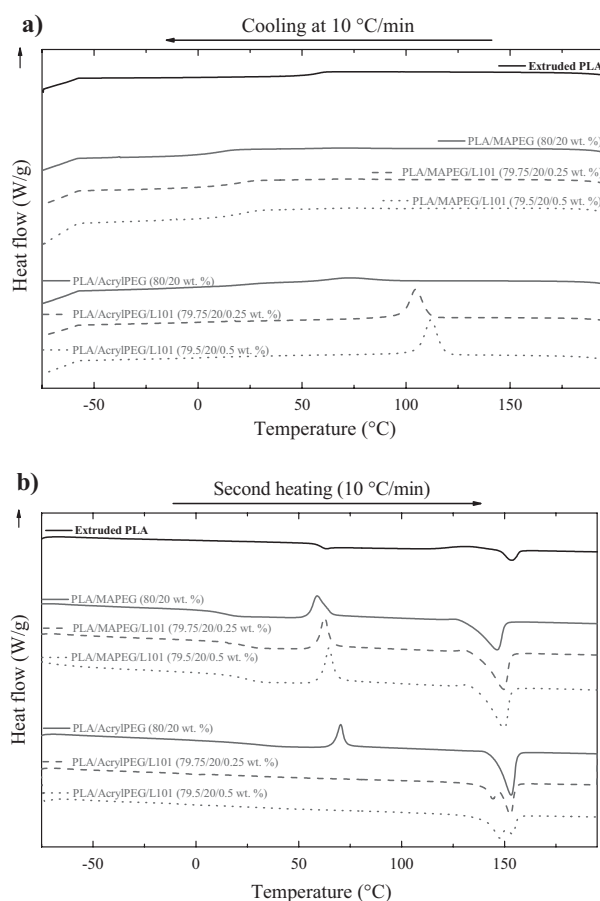 a)
Cooling at 10 °C/min
Extruded PLA
PLA/MAPEG (80/20 wt. %)
PLA/MAPEG/L101 (79.75/20/0.25 wt. %)
PLA/MAPEG/L101 (79.5/20/0.5 wt. %)
PLA/AcrylPEG (80/20 wt. %)
PLA/AcrylPEG/L101 (79.75/20/0.25 wt. %)
PLA/AcrylPEG/L101 (79.5/20/0.5 wt. %)
Heat flow (W/g)
-50 0 50 100 150
Temperature (°C)
b)
Second heating (10 °C/min)
Extruded PLA
PLA/MAPEG (80/20 wt. %)
PLA/MAPEG/L101 (79.75/20/0.25 wt. %)
PLA/MAPEG/L101 (79.5/20/0.5 wt. %)
PLA/AcrylPEG (80/20 wt. %)
PLA/AcrylPEG/L101 (79.75/20/0.25 wt. %)
PLA/AcrylPEG/L101 (79.5/20/0.5 wt. %)
Heat flow (W/g)
-50 0 50 100 150
Temperature (°C)